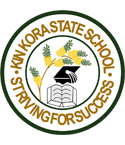 · KIN KORA STATE SCHOOL ·
STRIVING FOR SUCCESS